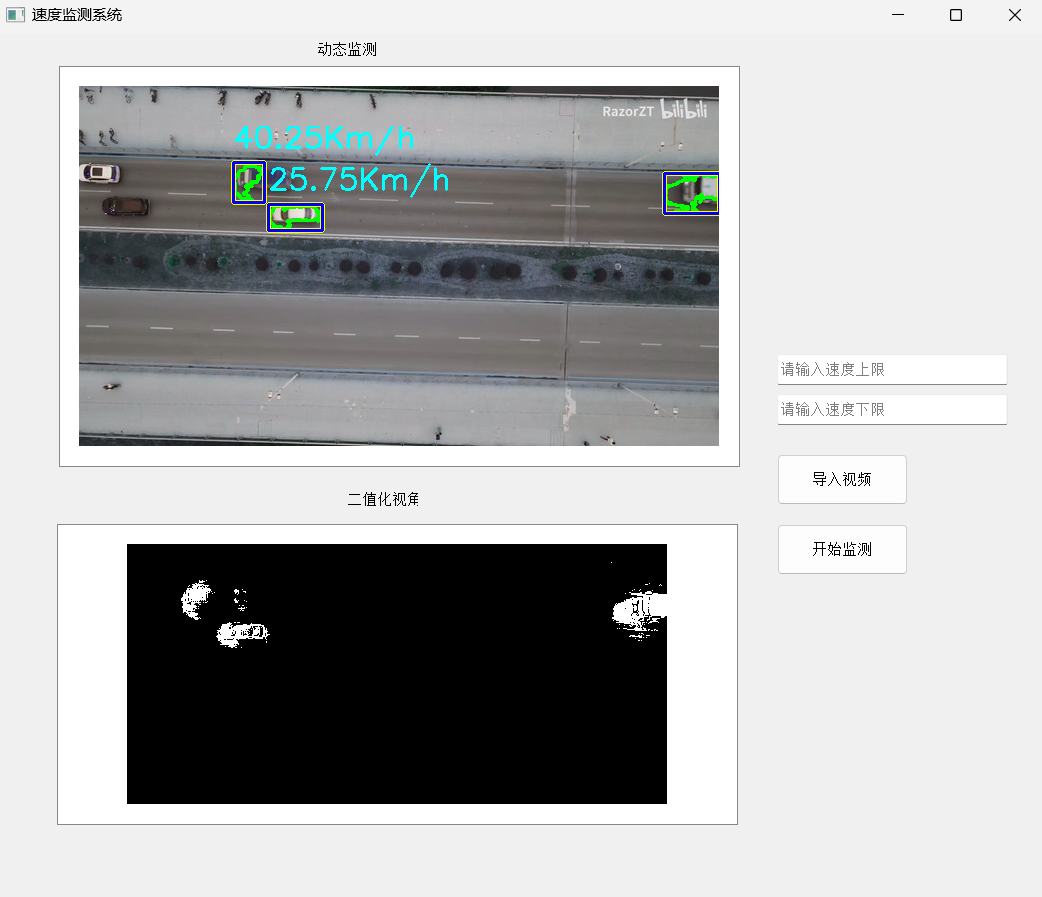 速度监测系统
动态监测
RazorZT bilibili
40.25Km/h
25.75Km/h
请输入速度上限
请输入速度下限
导入视频
二值化视角
开始监测